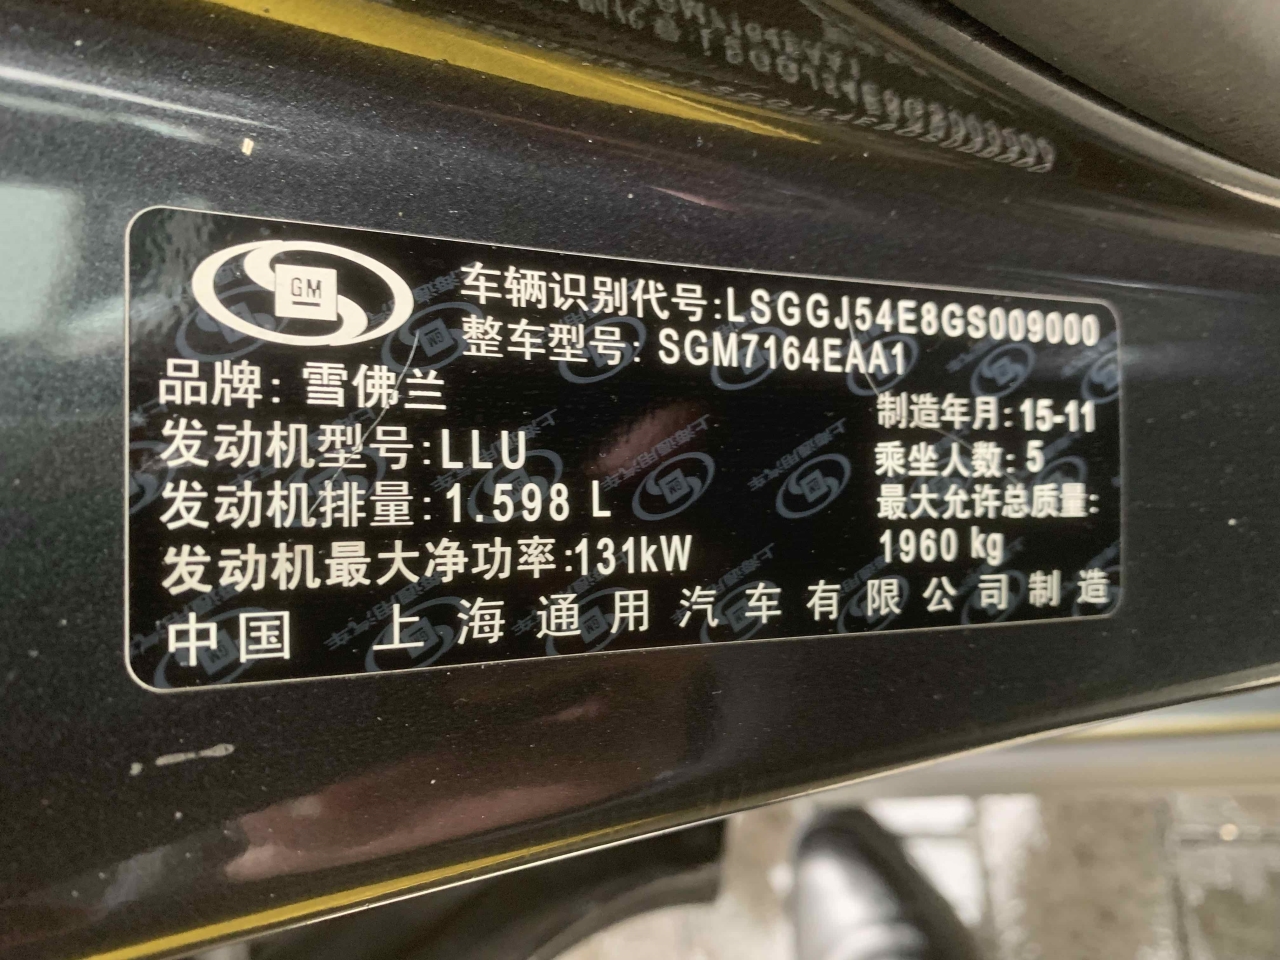 GM
车辆识别代号:LSGGJ54E8GS009000
整车型号: SGM7164EAA1
品牌: 雪佛兰
制造年月: 15-11
发动机型号:LLU
乘坐人数: 5
发动机排量:1.598 L
最大允许总质量:
1960 kg
发动机最大净功率:131kW
中国 上海通用汽车有限公司制造